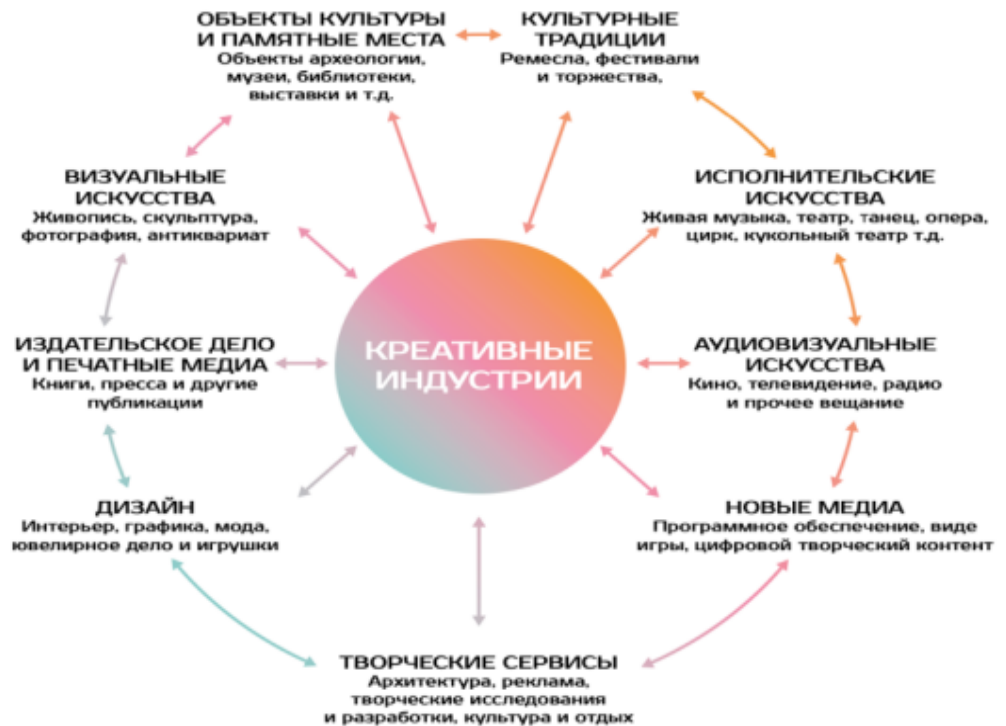 ОБЪЕКТЫ КУЛЬТУРЫ
И ПАМЯТНЫЕ МЕСТА
Объекты археологии,
музеи, библиотеки,
выставки и т.д.
КУЛЬТУРНЫЕ
ТРАДИЦИИ
Ремесла, фестивали
и торжества,
ВИЗУАЛЬНЫЕ
ИСКУССТВА
Живопись, скульптура,
фотография, антиквариат
ИСПОЛНИТЕЛЬСКИЕ
ИСКУССТВА
Живая музыка, театр, танец, опера,
цирк, кукольный театр т.д.
ИЗДАТЕЛЬСКОЕ ДЕЛО
И ПЕЧАТНЫЕ МЕДИА
Книги, пресса и другие
публикации
КРЕАТИВНЫЕ
ИНДУСТРИИ
АУДИОВИЗУАЛЬНЫЕ
ИСКУССТВА
Кино, телевидение, радио
и прочее вещание
ДИЗАЙН
Интерьер, графика, мода,
ювелирное дело и игрушки
НОВЫЕ МЕДИА
Программное обеспечение, виде
игры, цифровой творческий контент
ТВОРЧЕСКИЕ СЕРВИСЫ
Архитектура, реклама,
творческие исследования
и разработки, культура и отдых